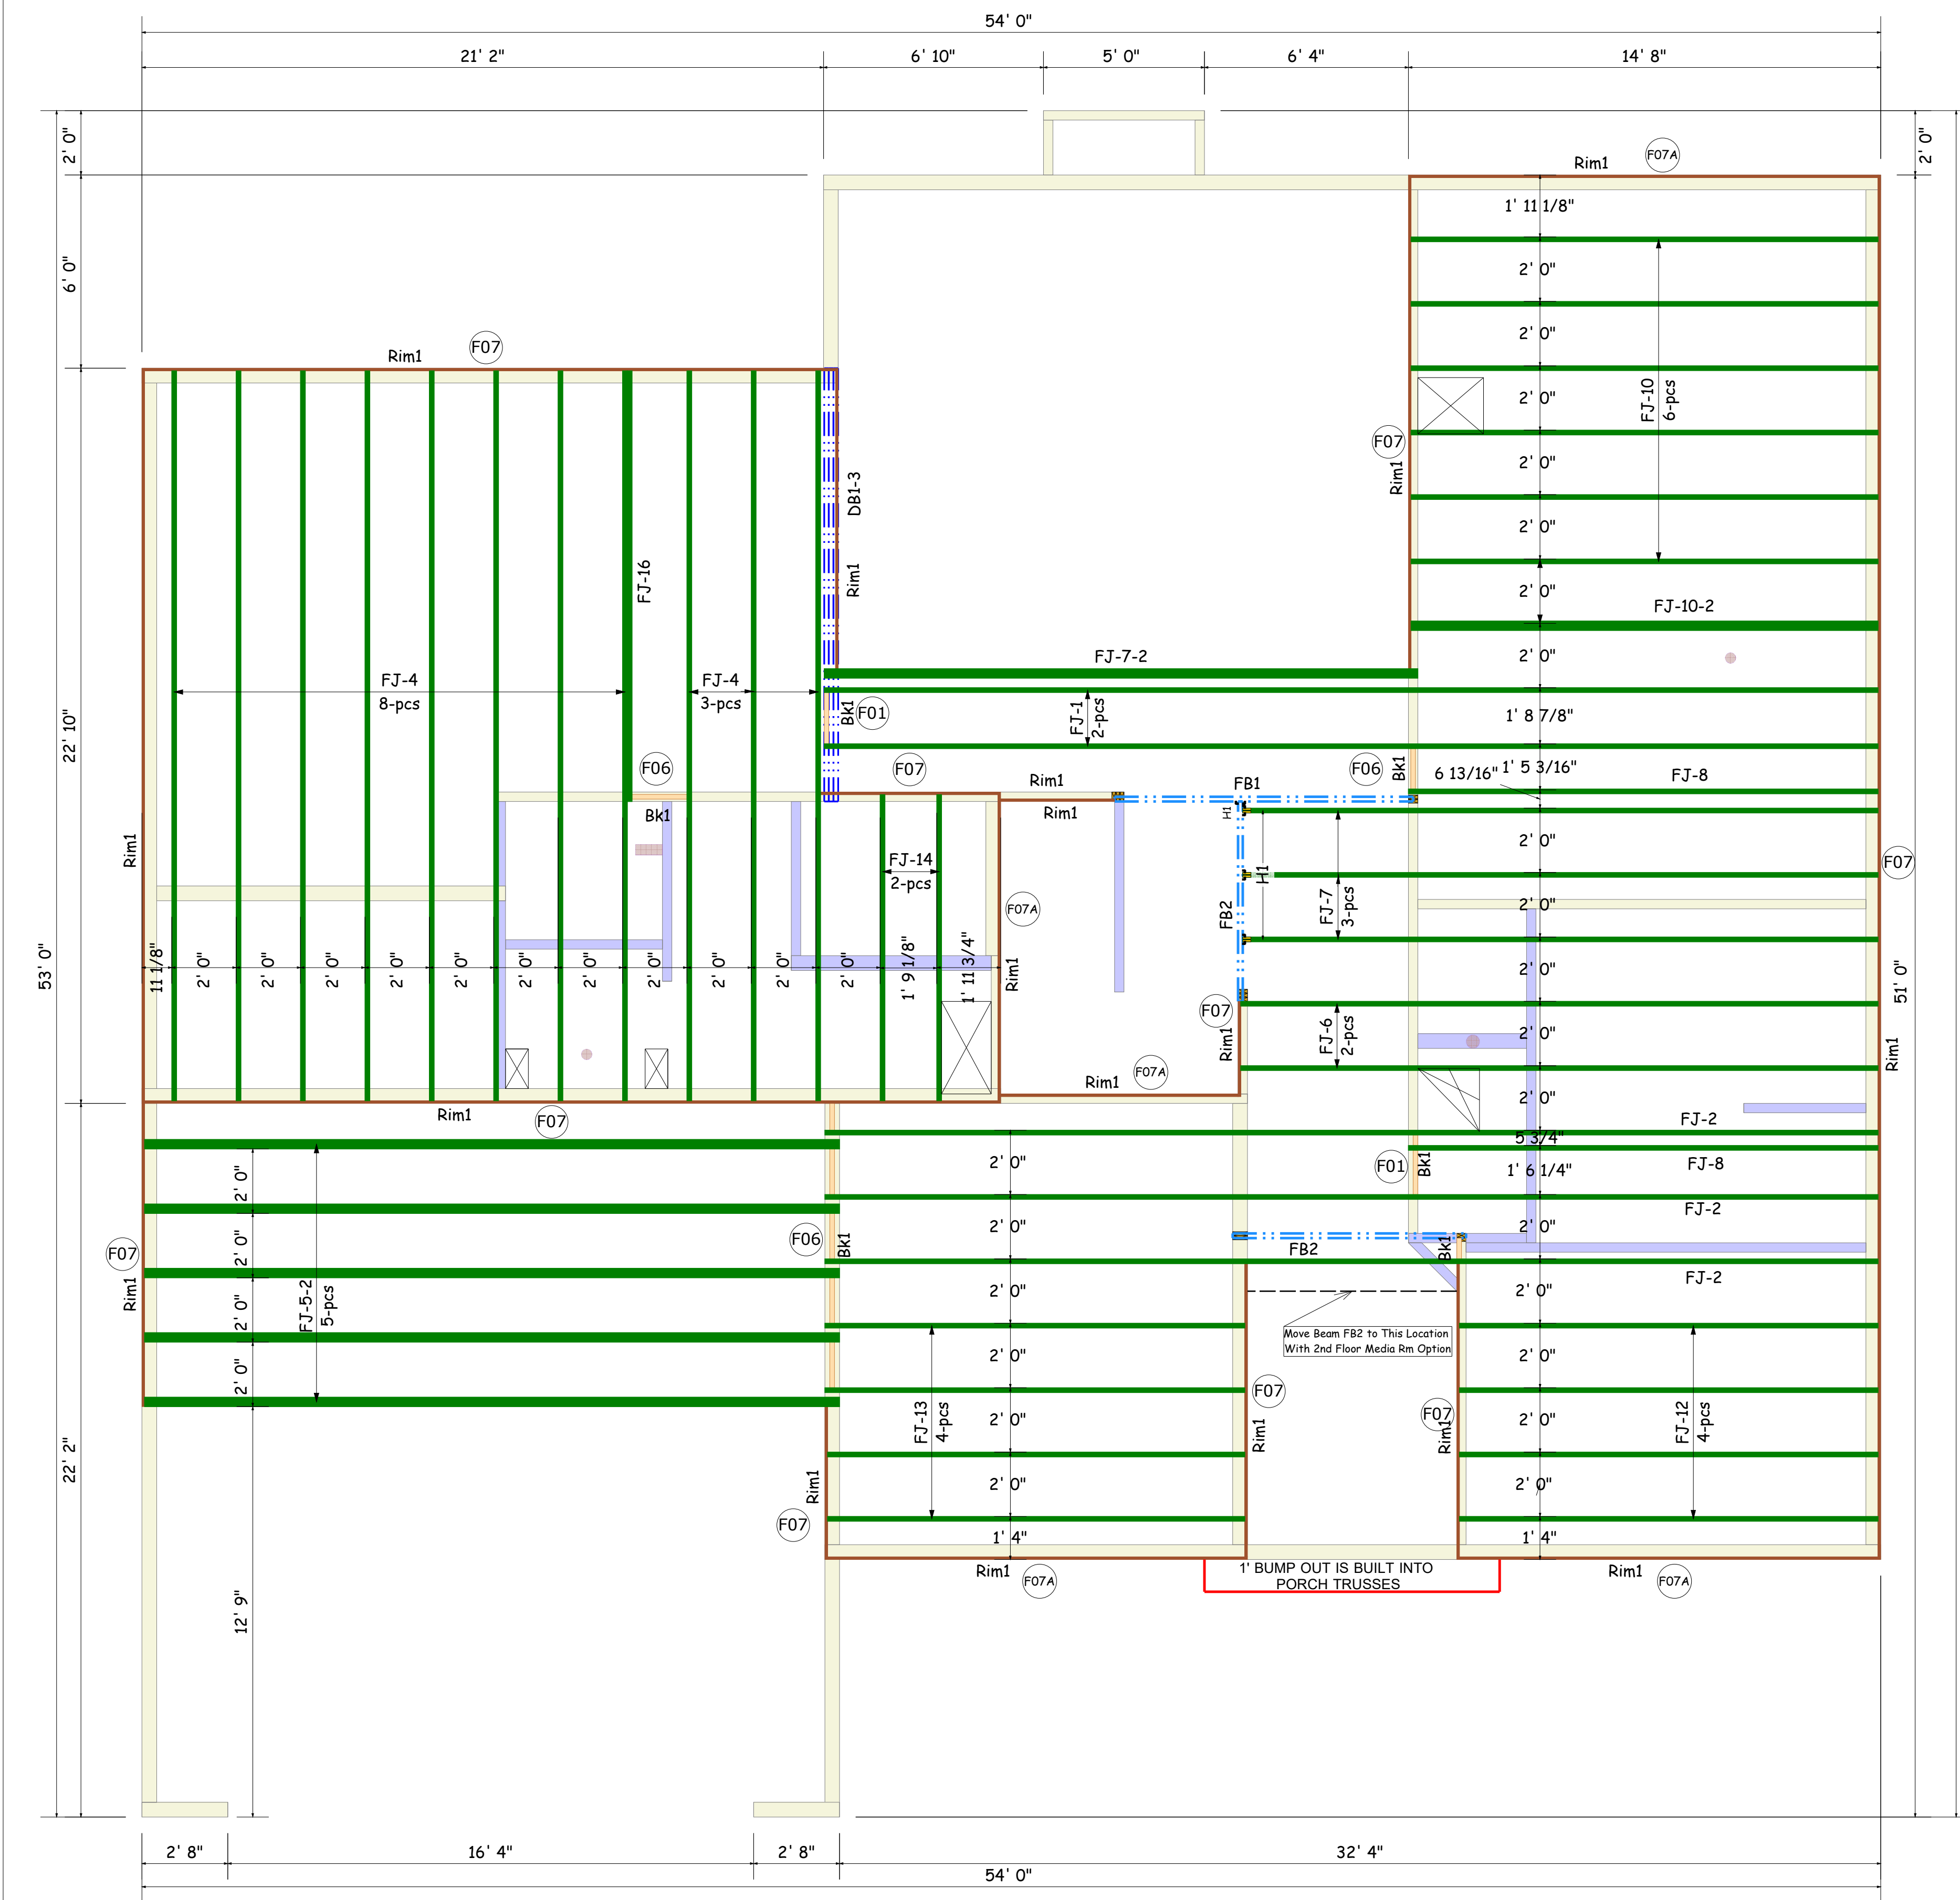 54' 0"
21' 2"
6' 10"
5' 0"
6' 4"
14' 8"
2' 0"
6' 0"
22' 10"
53' 0"
22' 2"
2' 0"
51' 0"
Rim1
F07A
1' 11 1/8"
2' 0"
2' 0"
2' 0"
2' 0"
2' 0"
2' 0"
2' 0"
FJ-10
6-pcs
FJ-10-2
F07
Rim1
Rim1
F07
DB1-3
Rim1
FJ-16
FJ-4
8-pcs
FJ-4
3-pcs
FJ-7-2
Bk1
F01
FJ-1
2-pcs
1' 8 7/8"
F06
Bk1
6 13/16"
1' 5 3/16"
FJ-8
F06
Bk1
F07
Rim1
Rim1
FB1
H1
H1
FB2
FJ-7
3-pcs
2' 0"
2' 0"
2' 0"
2' 0"
2' 0"
F07
Rim1
Rim1
FJ-14
2-pcs
F07A
Rim1
11 1/8"
2' 0"
2' 0"
2' 0"
2' 0"
2' 0"
2' 0"
2' 0"
2' 0"
2' 0"
2' 0"
2' 0"
1' 9 1/8"
1' 11 3/4"
F07
Rim1
FJ-6
2-pcs
F07A
Rim1
Rim1
F07
FJ-2
5 3/4"
FJ-8
F01
Bk1
1' 6 1/4"
FJ-2
2' 0"
FB2
Bk1
FJ-2
2' 0"
2' 0"
2' 0"
2' 0"
2' 0"
2' 0"
2' 0"
2' 0"
FJ-5-2
5-pcs
F07
Rim1
F06
Bk1
2' 0"
2' 0"
2' 0"
2' 0"
Move Beam FB2 to This Location
With 2nd Floor Media Rm Option
2' 0"
2' 0"
FJ-13
4-pcs
F07
Rim1
F07
Rim1
FJ-12
4-pcs
Rim1
F07
1' 4"
1' 4"
Rim1
F07A
1' BUMP OUT IS BUILT INTO
PORCH TRUSSES
Rim1
F07A
12' 9"
2' 8"
16' 4"
2' 8"
32' 4"
54' 0"